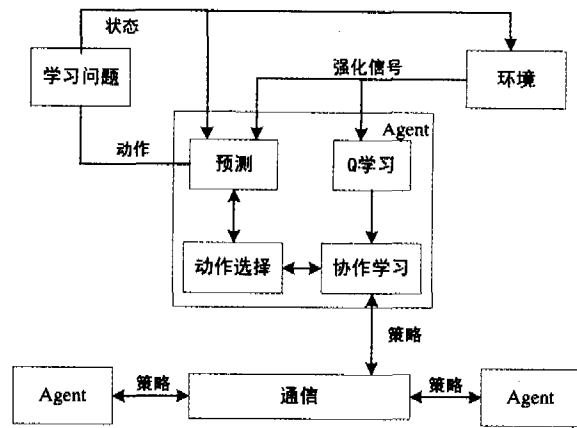 状态
学习问题
强化信号
环境
Agent
动作
预测
Q学习
动作选择
协作学习
策略
Agent
策略
通信
策略
Agent